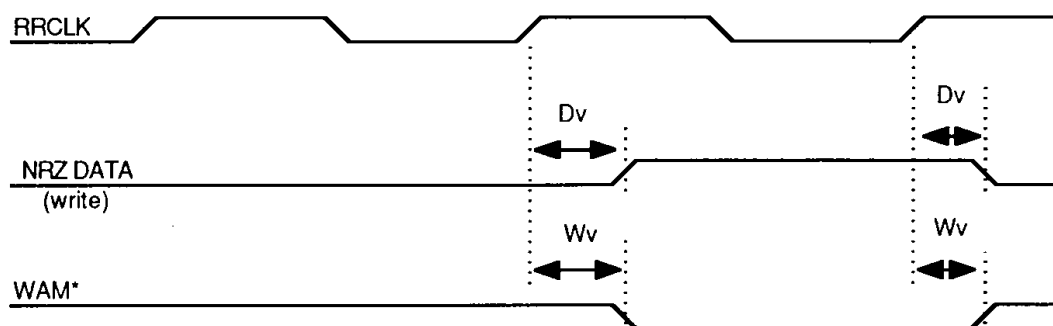 RRCLK
Dv
Dv
NRZ DATA
(write)
Wv
Wv
WAM*